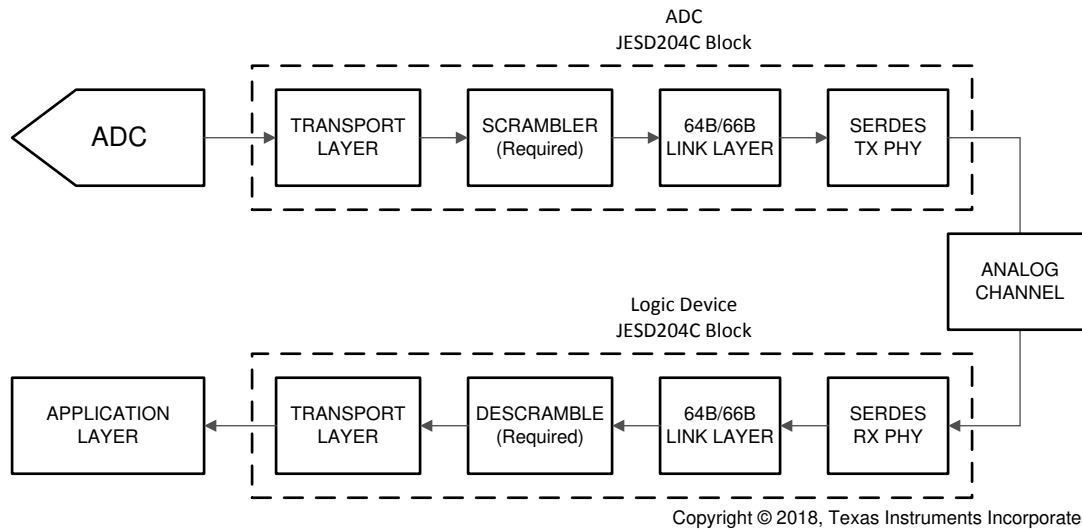 ADC
JESD204C Block
ADC
TRANSPORT
LAYER
SCRAMBLER
(Required)
64B/66B
LINK LAYER
SERDES
TX PHY
ANALOG
CHANNEL
Logic Device
JESD204C Block
APPLICATION
LAYER
TRANSPORT
LAYER
DESCRAMBLE
(Required)
64B/66B
LINK LAYER
SERDES
RX PHY
Copyright © 2018, Texas Instruments Incorporate